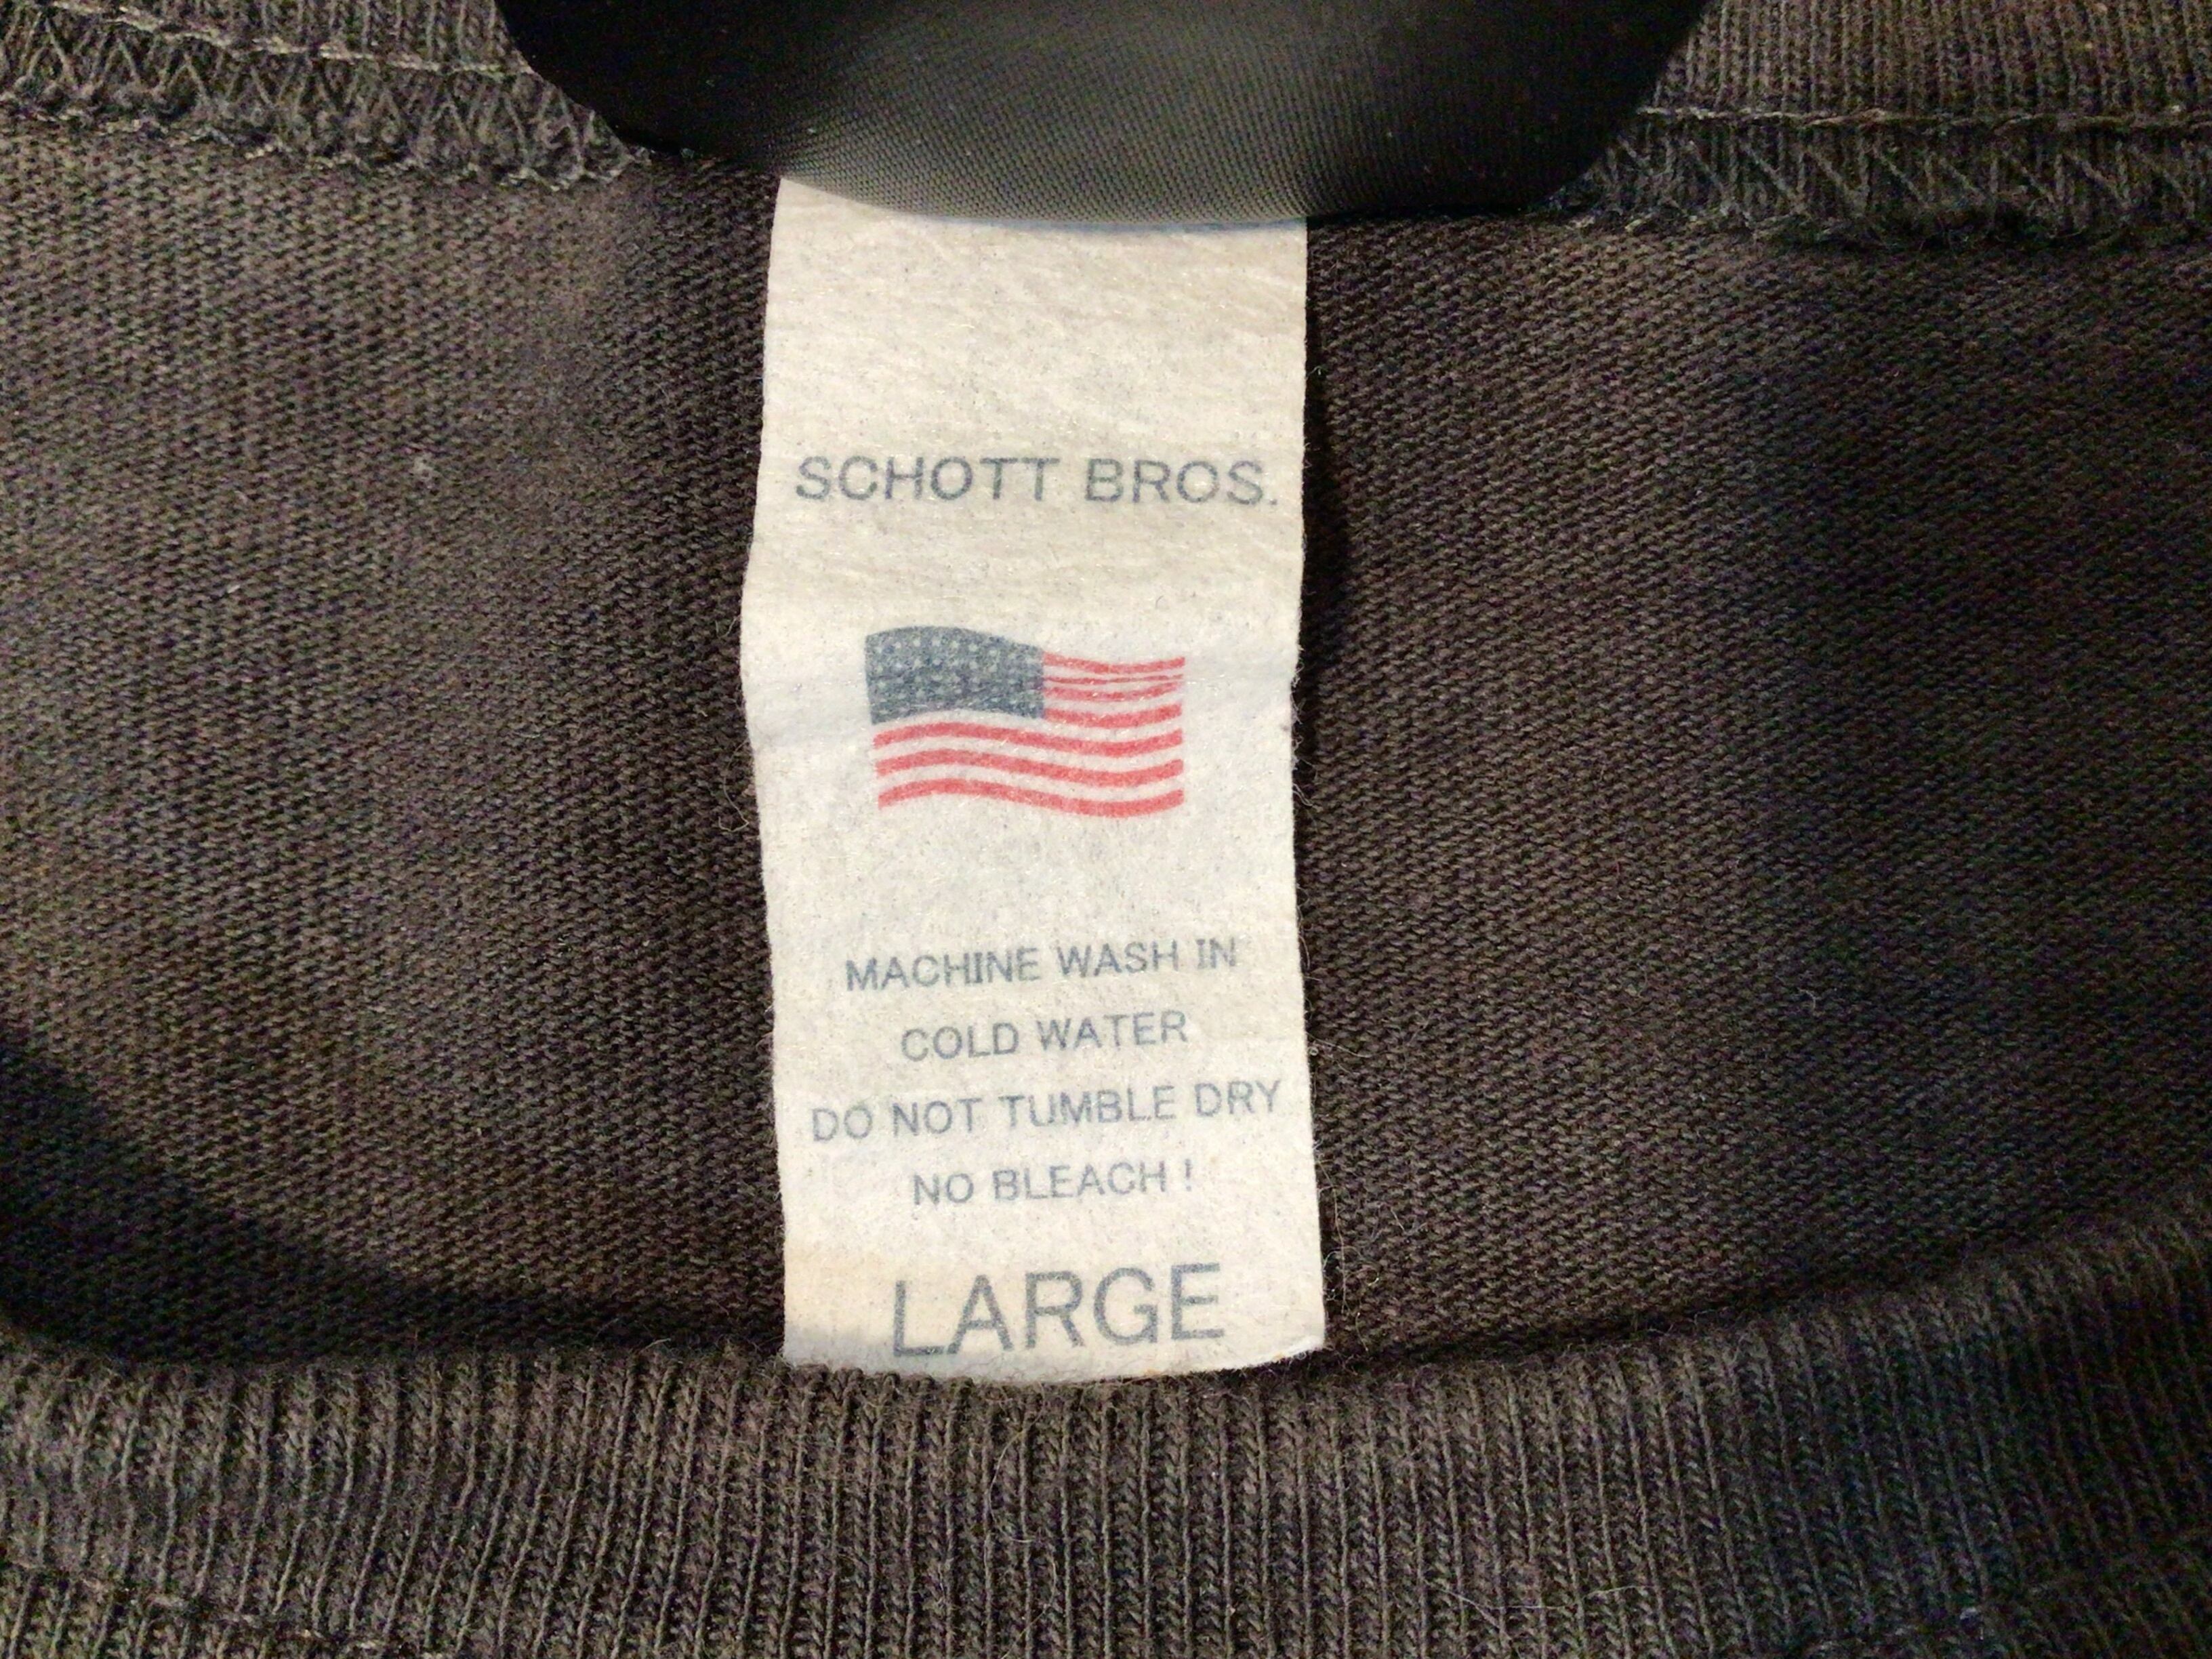 SCHOTT BROS.
MACHINE WASH IN
COLD WATER
DO NOT TUMBLE DRY
NO BLEACH !
LARGE